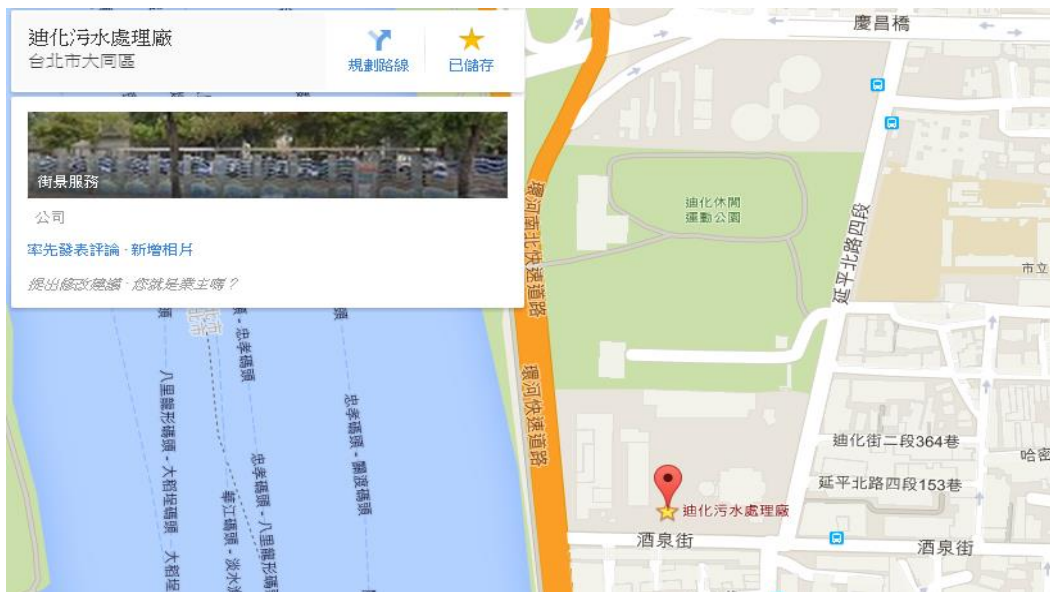 迪化污水處理廠
台北市大同區
規劃路線
已儲存
街景服務
公司
率先發表評論 - 新增相片
提出修改建議 - 您就是業主嗎？
慶昌橋
迪化休閒
運動公園
延平北路四段
市立
環河南北快速道路
環河快速道路
迪化街二段364巷
哈密
延平北路四段153巷
迪化污水處理廠
酒泉街
酒泉街
忠孝碼頭
八里龍形碼頭 - 大稻埕碼頭
大稻埕
忠孝碼頭 - 八里龍形碼頭
華江碼頭 - 淡水
忠孝碼頭 - 關渡碼頭